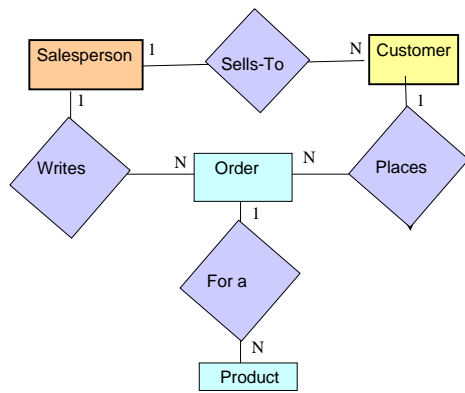 1
N
Customer
Salesperson
Sells-To
1
1
Writes
N
Order
N
Places
1
For a
N
Product